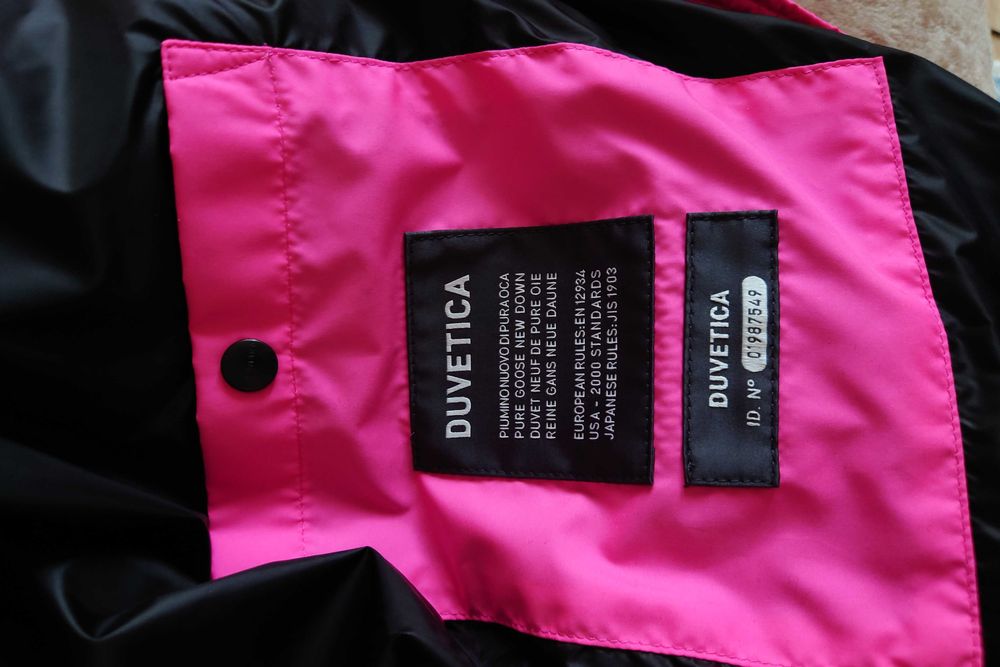 DUVETICA
PIUMINO NUOVO DI PURA OCA
PURE GOOSE NEW DOWN
DUVET NEUF DE PURE OIE
REINE GANS NEUE DAUNE
EUROPEAN RULES: EN 12934
USA - 2000 STANDARDS
JAPANESE RULES: JIS 1903
DUVETICA
ID. Nº 01987549